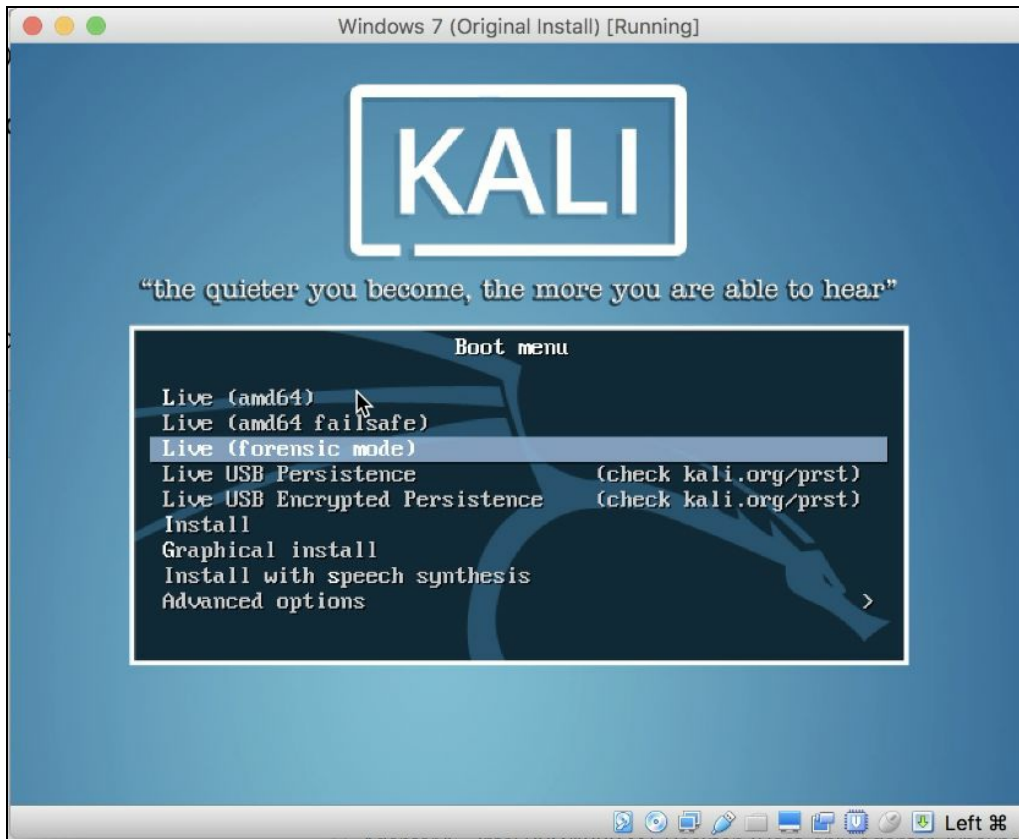 Windows 7 (Original Install) [Running]
KALI
“the quieter you become, the more you are able to hear”
Boot menu
Live (amd64)
Live (amd64 failsafe)
Live (forensic mode)
Live USB Persistence (check kali.org/prst)
Live USB Encrypted Persistence (check kali.org/prst)
Install
Graphical install
Install with speech synthesis
Advanced options >
Left ⌘